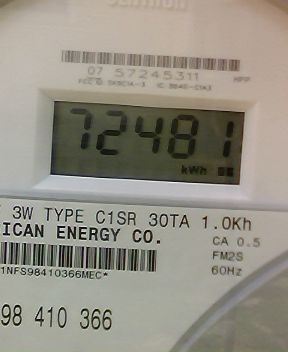 07 57245311
72481
kWh
3W TYPE C1SR 30TA 1.0Kh
ICAN ENERGY CO.
CA 0.5
FM2S
60Hz
1NFS98410366MEC*
98 410 366